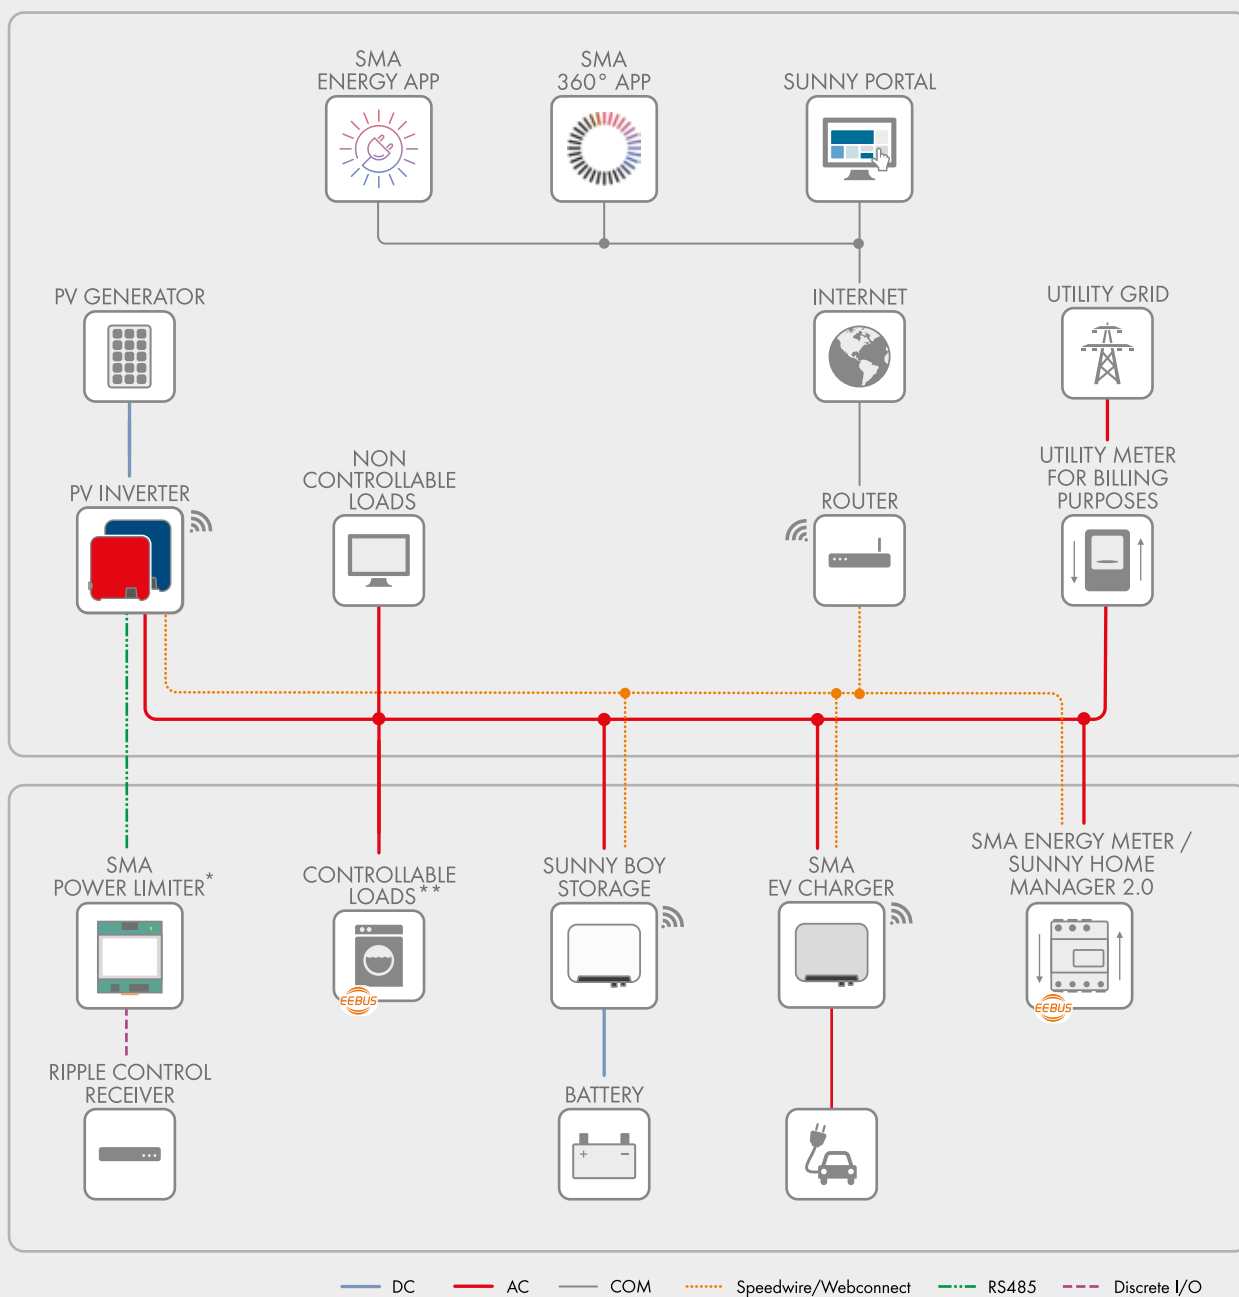 SMA
ENERGY APP
SMA
360° APP
SUNNY PORTAL
PV GENERATOR
INTERNET
UTILITY GRID
PV INVERTER
NON
CONTROLLABLE
LOADS
ROUTER
UTILITY METER
FOR BILLING
PURPOSES
SMA
POWER LIMITER*
CONTROLLABLE
LOADS**
EEBUS
SUNNY BOY
STORAGE
SMA
EV CHARGER
SMA ENERGY METER /
SUNNY HOME
MANAGER 2.0
EEBUS
RIPPLE CONTROL
RECEIVER
BATTERY
+ –
DC AC COM Speedwire/Webconnect RS485 Discrete I/O